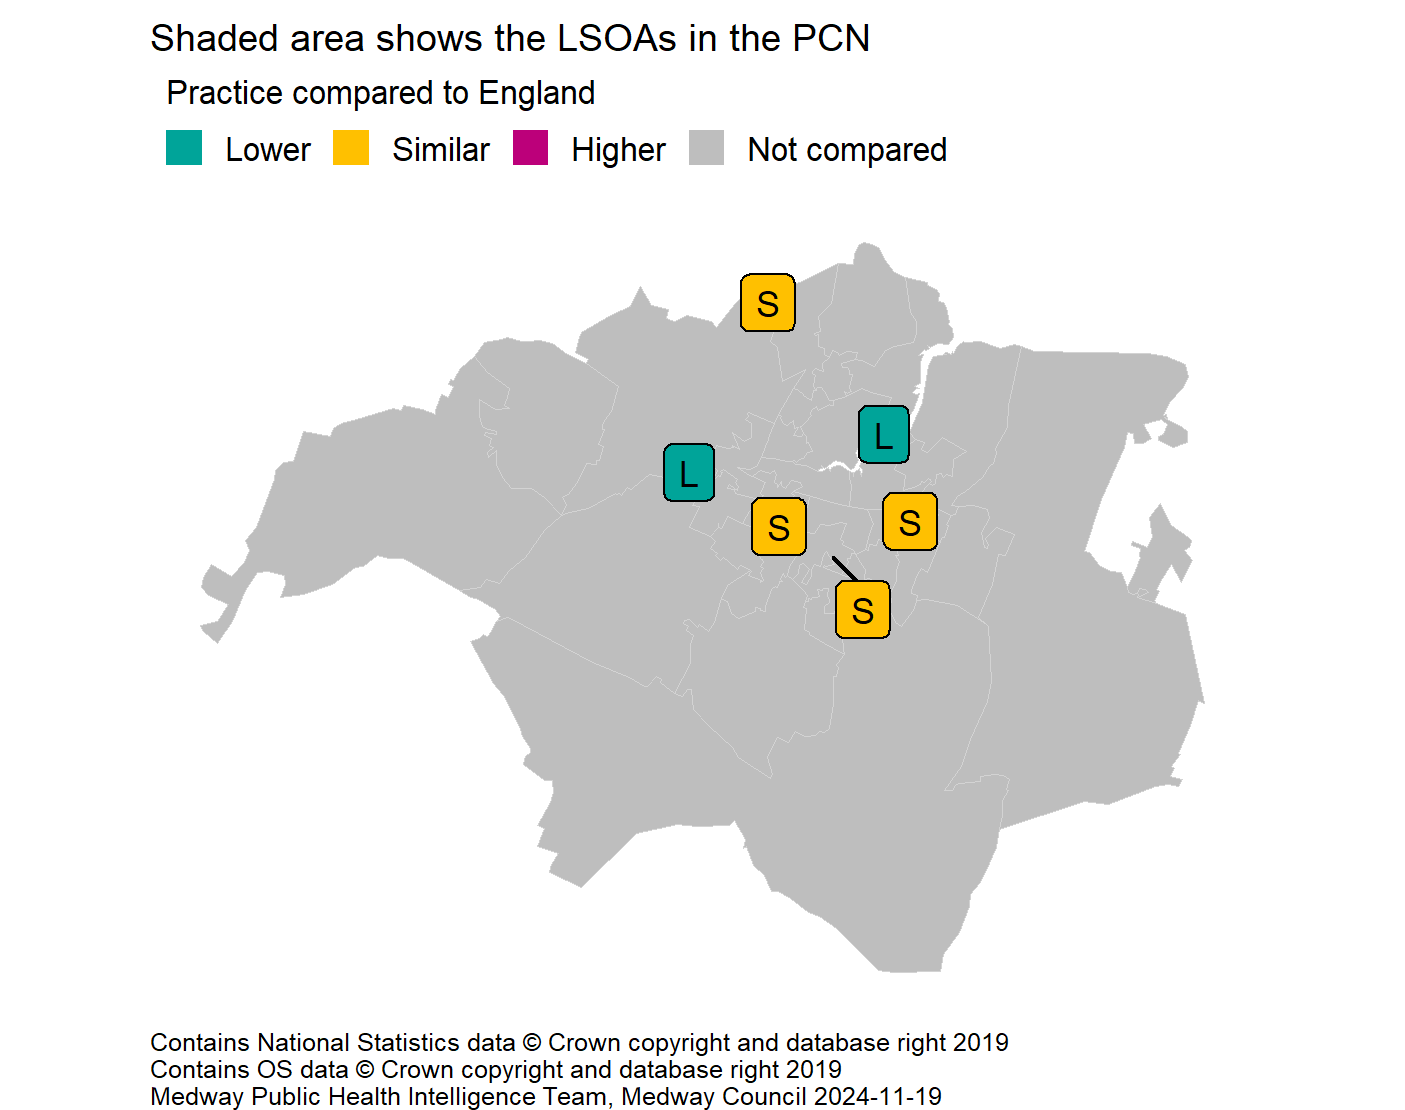 Shaded area shows the LSOAs in the PCN
Practice compared to England
Lower Similar Higher Not compared
S
L
L
S
S
S
Contains National Statistics data © Crown copyright and database right 2019
Contains OS data © Crown copyright and database right 2019
Medway Public Health Intelligence Team, Medway Council 2024-11-19